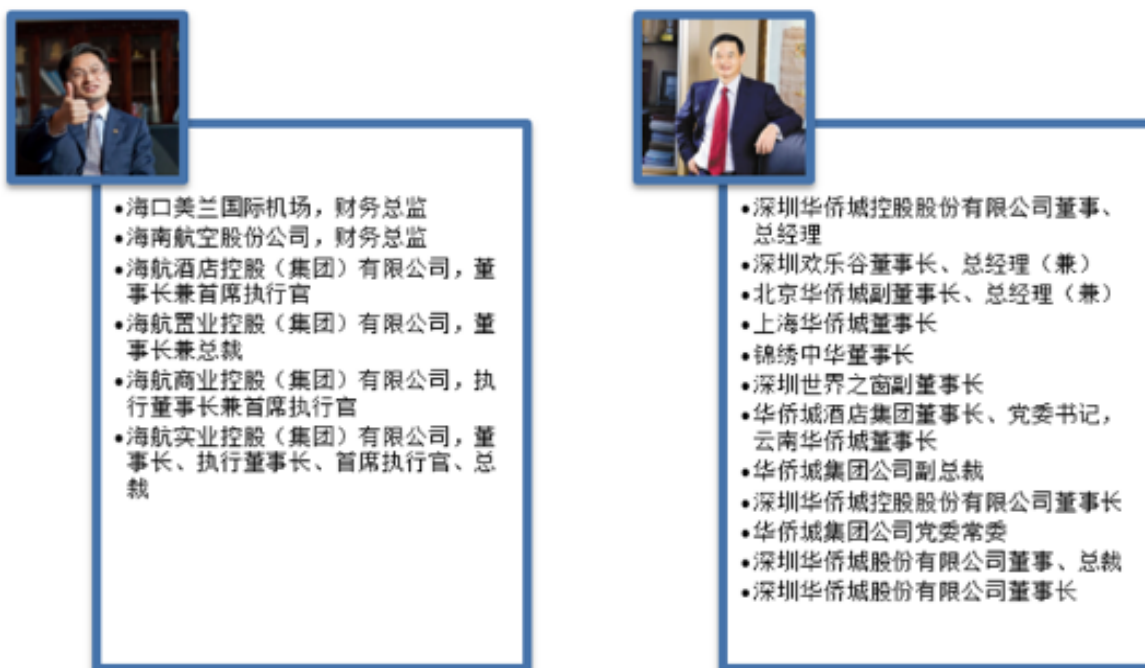 •海口美兰国际机场，财务总监
•海南航空股份公司，财务总监
•海航酒店控股（集团）有限公司，董
事长兼首席执行官
•海航置业控股（集团）有限公司，董
事长兼总裁
•海航商业控股（集团）有限公司，执
行董事长兼首席执行官
•海航实业控股（集团）有限公司，董
事长、执行董事长、首席执行官、总
裁
•深圳华侨城控股股份有限公司董事、
总经理
•深圳欢乐谷董事长、总经理（兼）
•北京华侨城副董事长、总经理（兼）
•上海华侨城董事长
•锦绣中华董事长
•深圳世界之窗副董事长
•华侨城酒店集团董事长、党委书记，
云南华侨城董事长
•华侨城集团公司副总裁
•深圳华侨城控股股份有限公司董事长
•华侨城集团公司党委常委
•深圳华侨城股份有限公司董事、总裁
•深圳华侨城股份有限公司董事长